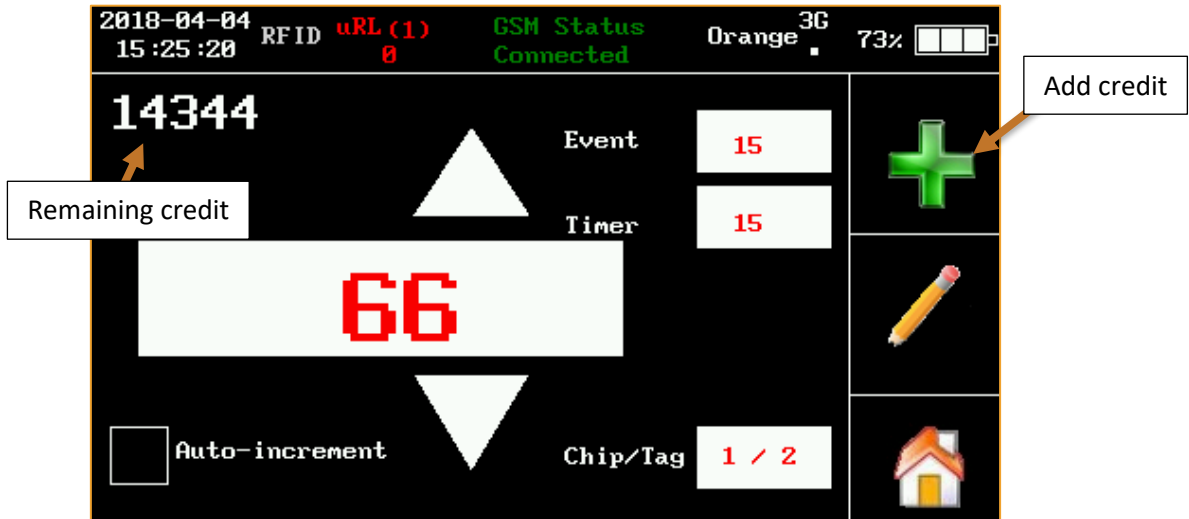 2018-04-04 15:25:20 RFID uRL(1) 0 GSM Status Connected Orange 3G 73%
Add credit
14344
Remaining credit
Event 15
Timer 15
66
Auto-increment
Chip/Tag 1 / 2